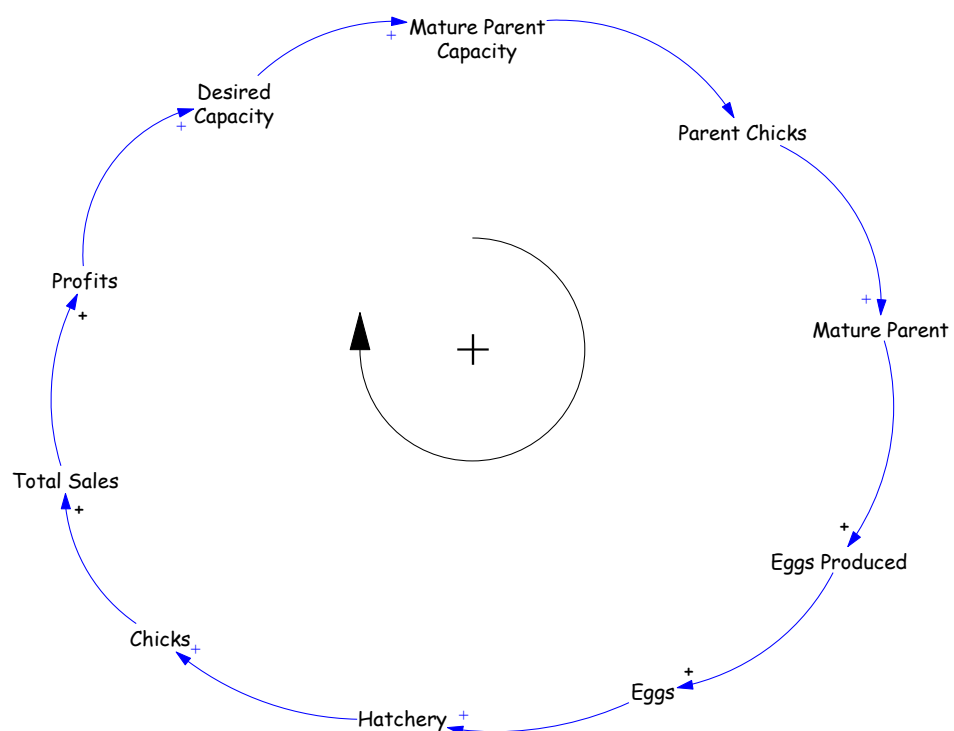 Mature Parent
Capacity
+
Parent Chicks
+
Mature Parent
+
Eggs Produced
+
Eggs
+
Hatchery
+
Chicks
+
Total Sales
+
Profits
+
Desired
Capacity
+
+